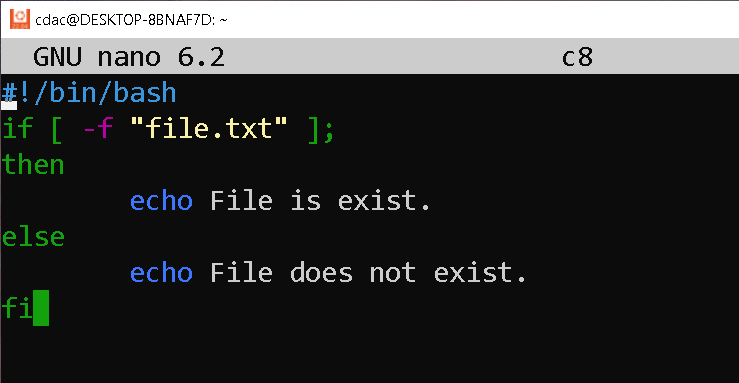 cdac@DESKTOP-8BNAF7D: ~
GNU nano 6.2 c8
#!/bin/bash
if [ -f "file.txt" ];
then
echo File is exist.
else
echo File does not exist.
fi